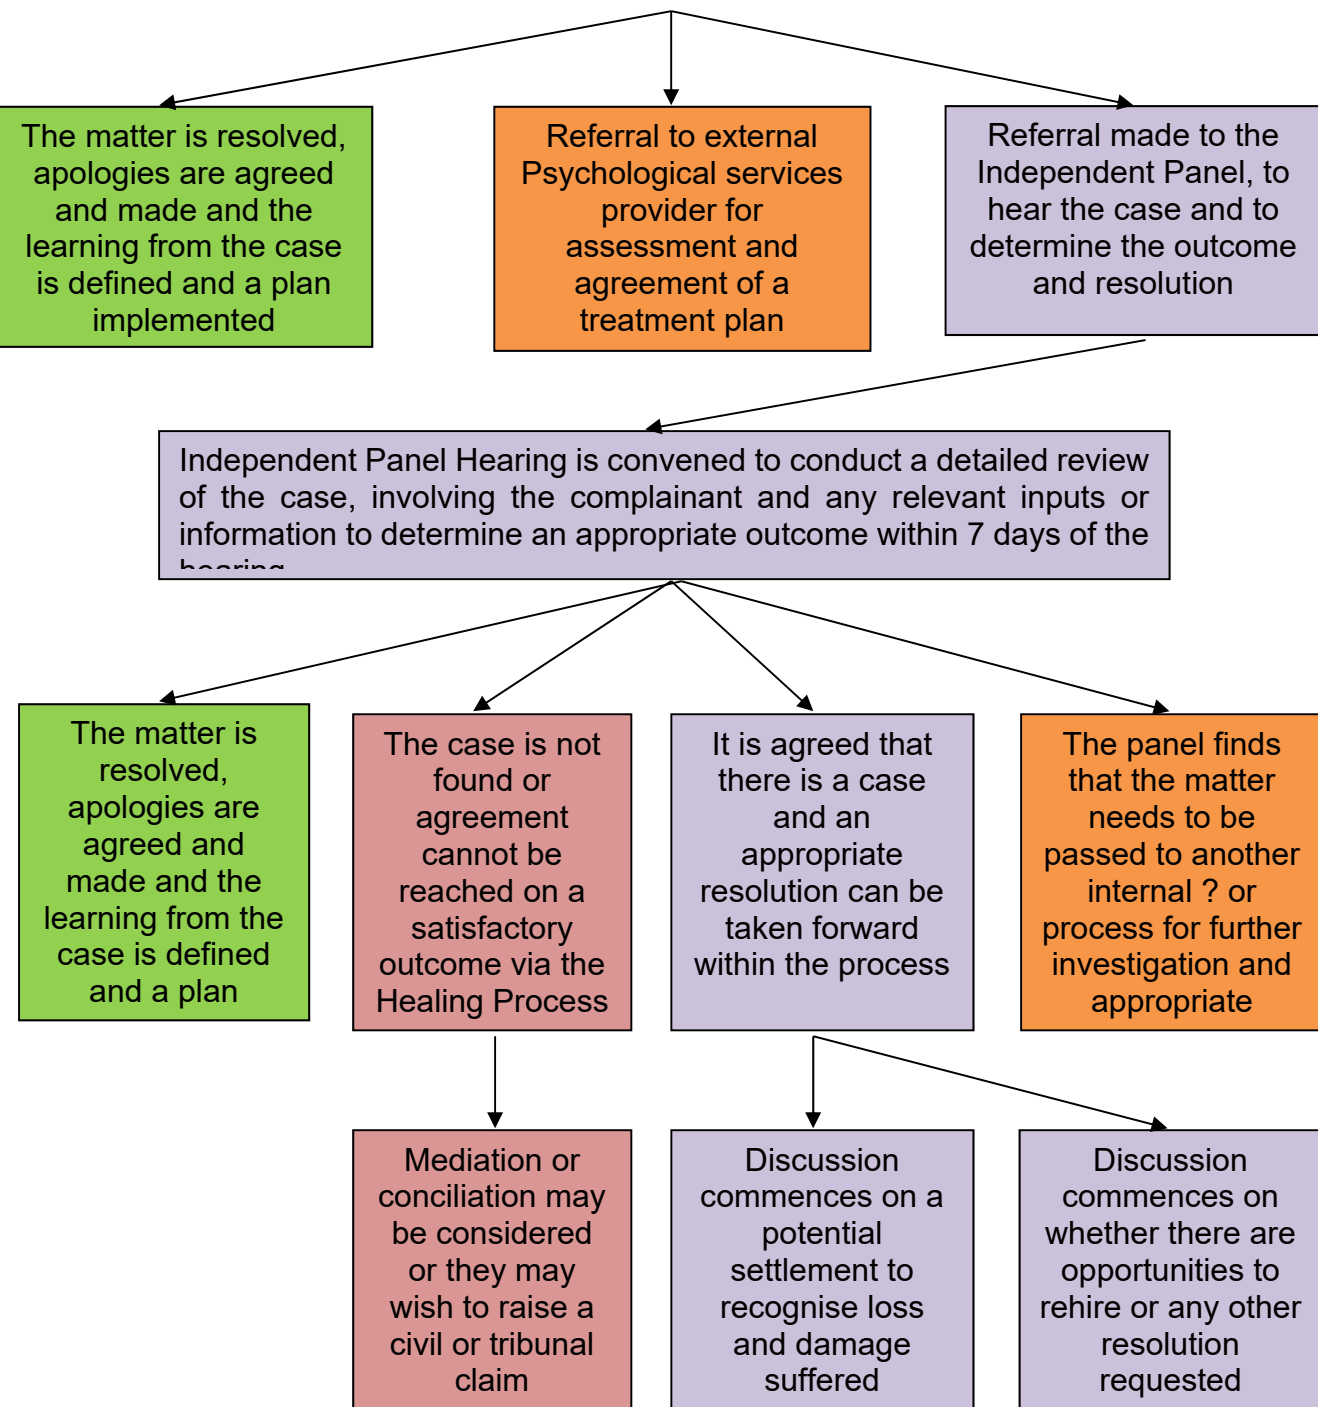 The matter is resolved,
apologies are agreed
and made and the
learning from the case
is defined and a plan
implemented
Referral to external
Psychological services
provider for
assessment and
agreement of a
treatment plan
Referral made to the
Independent Panel, to
hear the case and to
determine the outcome
and resolution
Independent Panel Hearing is convened to conduct a detailed review
of the case, involving the complainant and any relevant inputs or
information to determine an appropriate outcome within 7 days of the
hearing
The matter is
resolved,
apologies are
agreed and
made and the
learning from the
case is defined
and a plan
The case is not
found or
agreement
cannot be
reached on a
satisfactory
outcome via the
Healing Process
It is agreed that
there is a case
and an
appropriate
resolution can be
taken forward
within the process
The panel finds
that the matter
needs to be
passed to another
internal ? or
process for further
investigation and
appropriate
Mediation or
conciliation may
be considered
or they may
wish to raise a
civil or tribunal
claim
Discussion
commences on a
potential
settlement to
recognise loss
and damage
suffered
Discussion
commences on
whether there are
opportunities to
rehire or any other
resolution
requested